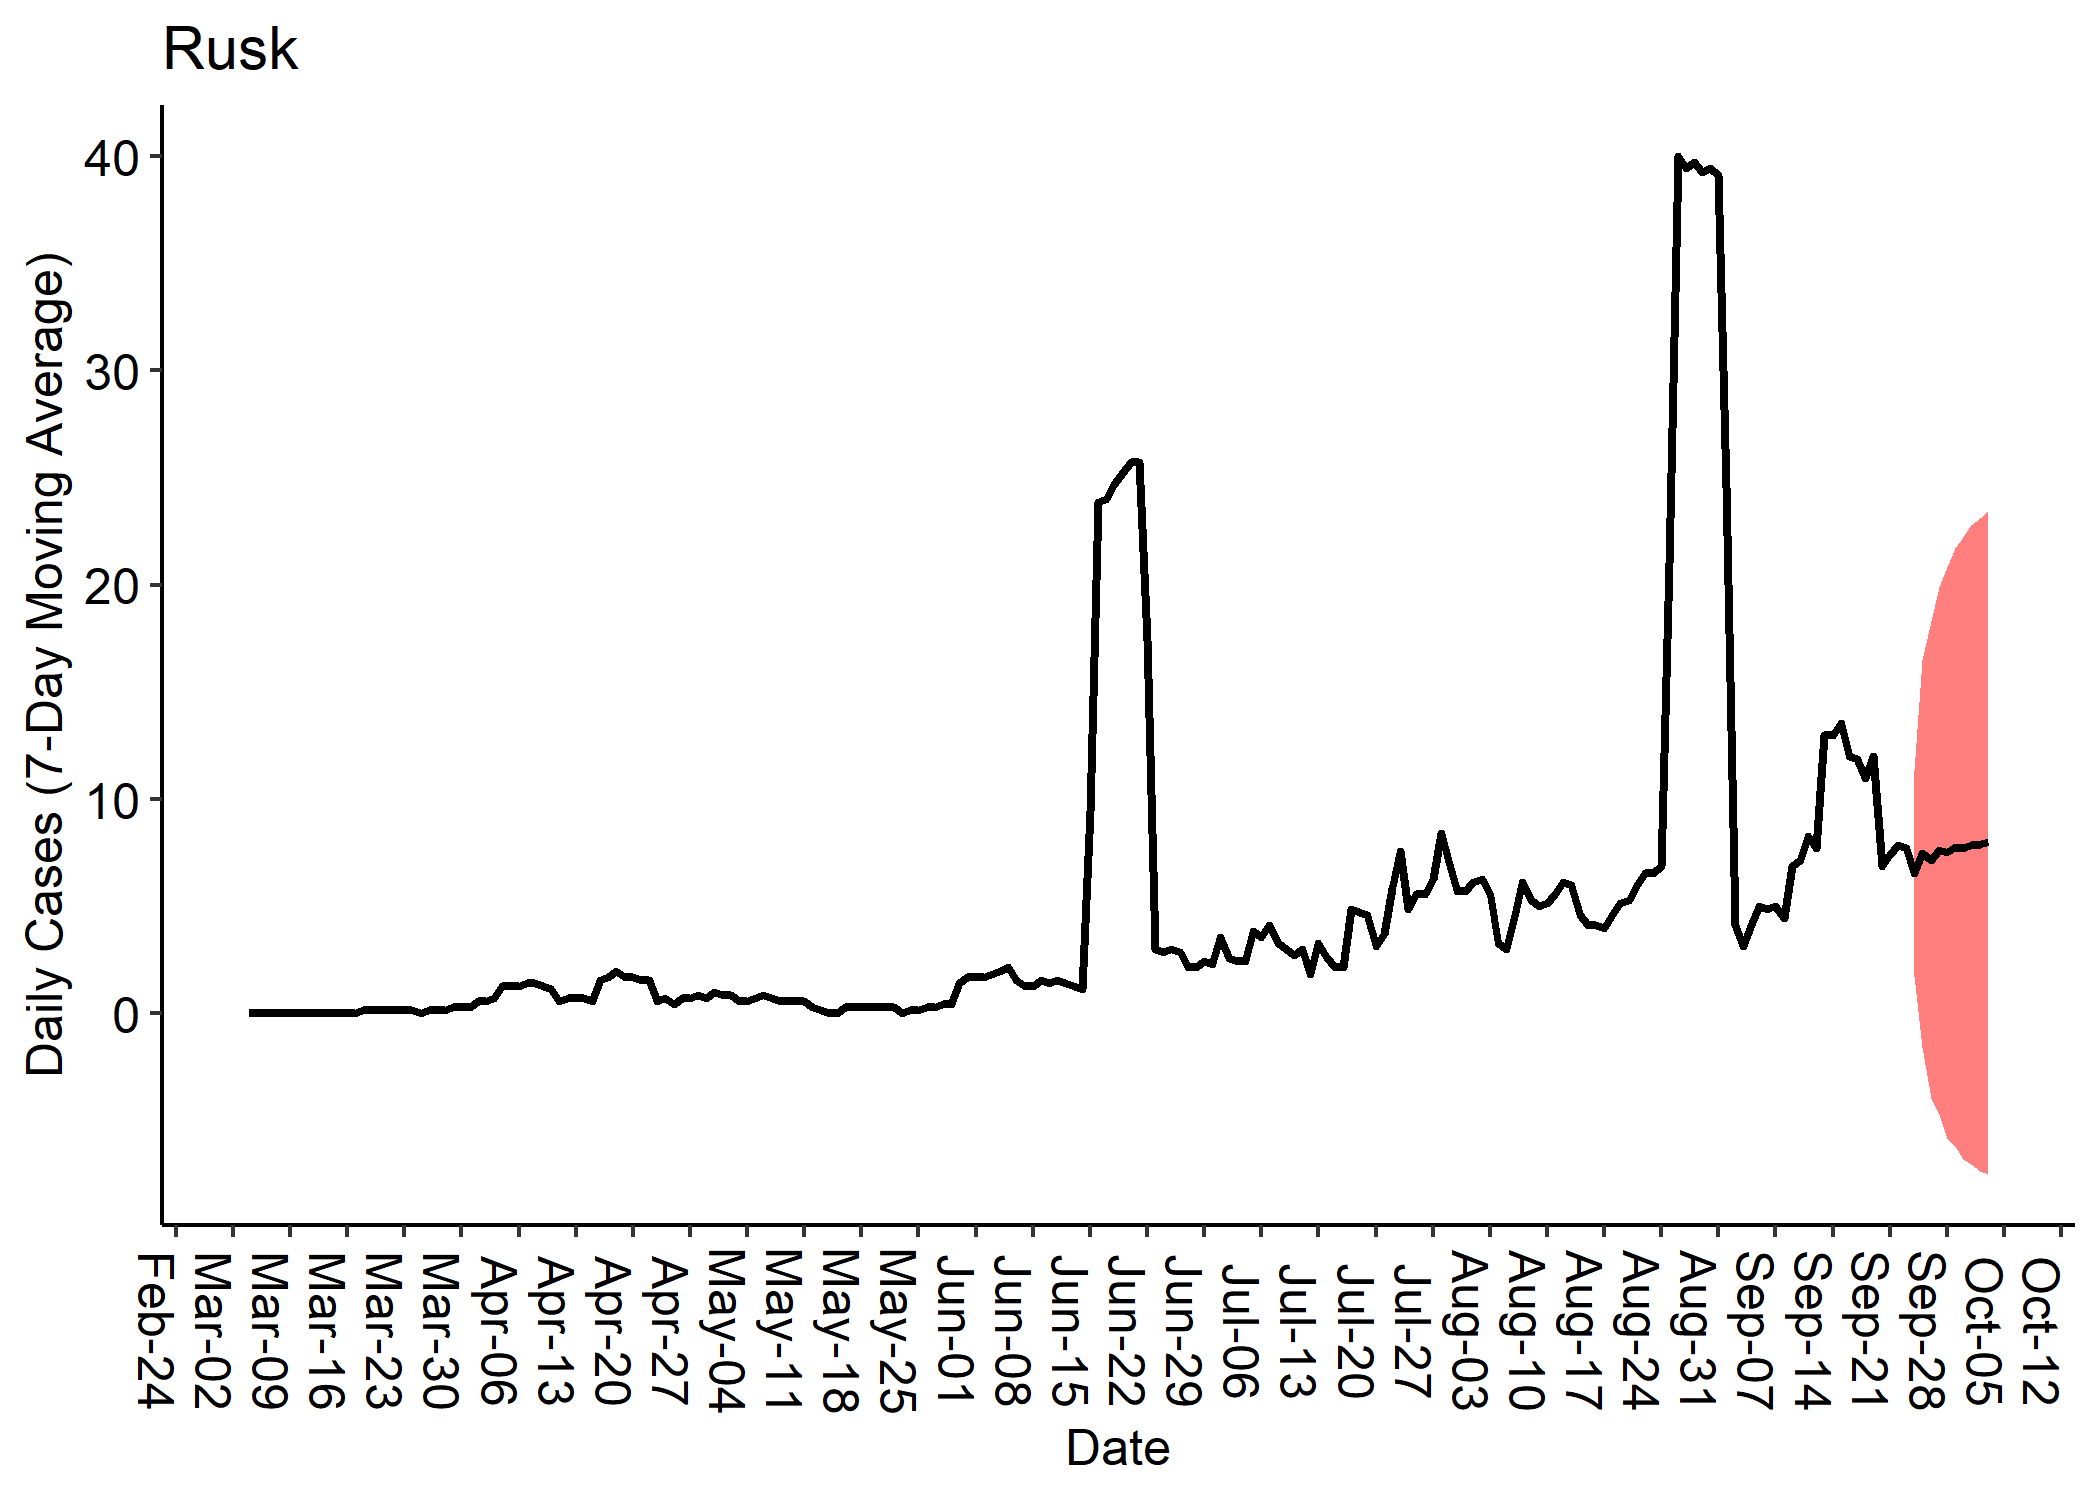 Rusk
Daily Cases (7-Day Moving Average)
40
30
20
10
0
Feb-24
Mar-02
Mar-09
Mar-16
Mar-23
Mar-30
Apr-06
Apr-13
Apr-20
Apr-27
May-04
May-11
May-18
May-25
Jun-01
Jun-08
Jun-15
Jun-22
Jun-29
Jul-06
Jul-13
Jul-20
Jul-27
Aug-03
Aug-10
Aug-17
Aug-24
Aug-31
Sep-07
Sep-14
Sep-21
Sep-28
Oct-05
Oct-12
Date